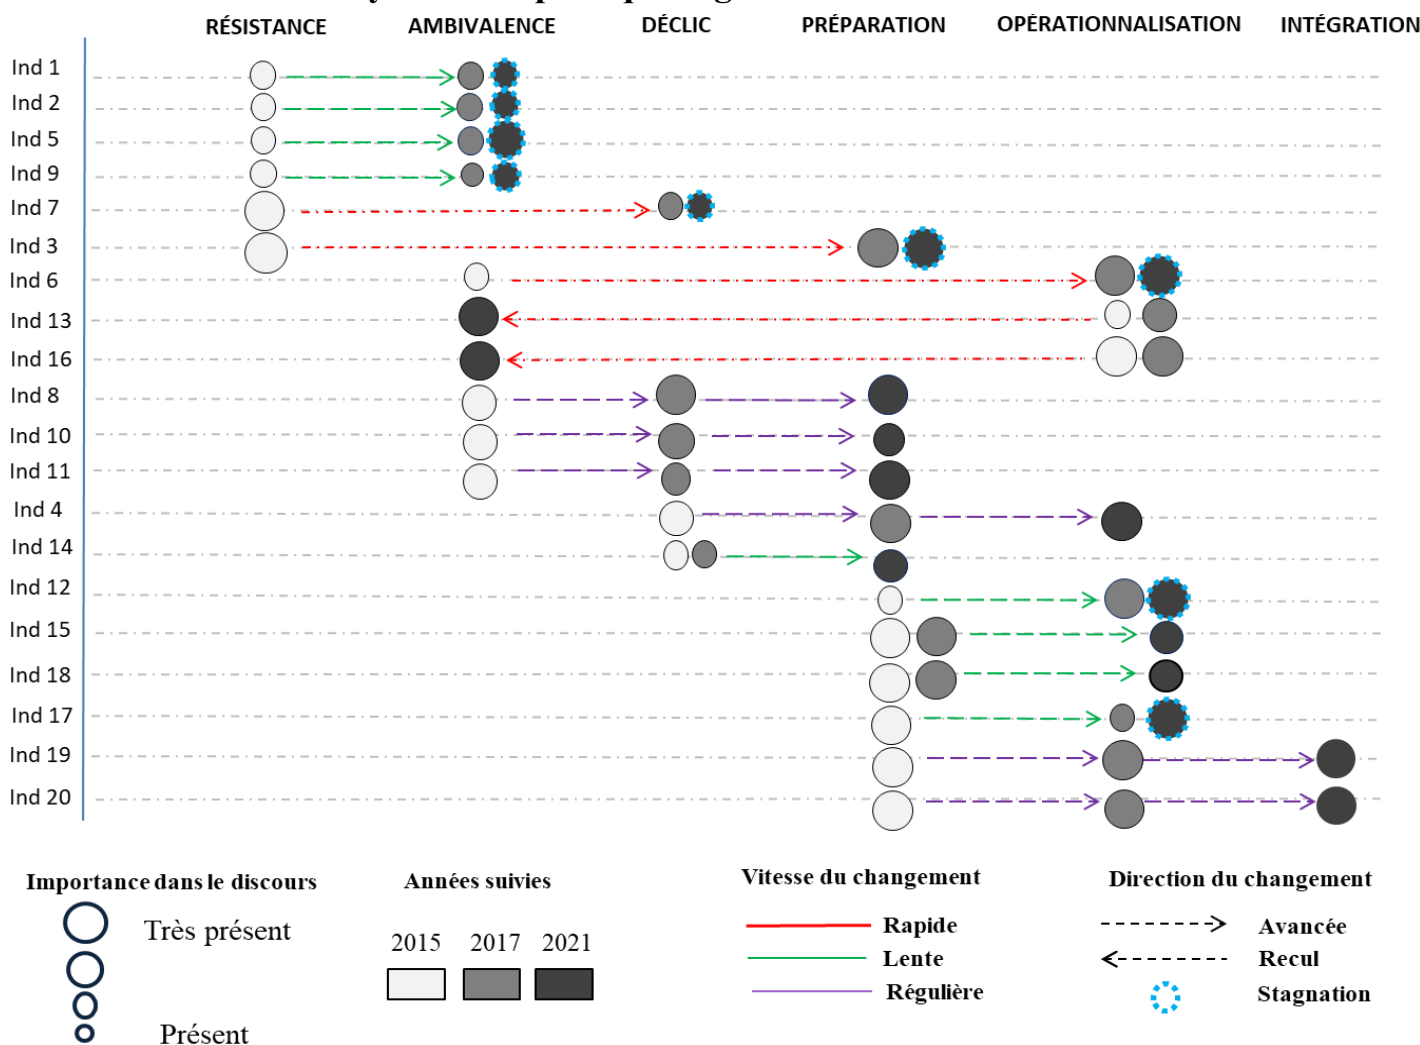 RÉSISTANCE AMBIVALENCE DÉCLIC PRÉPARATION OPÉRATIONNALISATION INTÉGRATION
Ind 1
Ind 2
Ind 5
Ind 9
Ind 7
Ind 3
Ind 6
Ind 13
Ind 16
Ind 8
Ind 10
Ind 11
Ind 4
Ind 14
Ind 12
Ind 15
Ind 18
Ind 17
Ind 19
Ind 20
Importance dans le discours
Très présent
Présent
Années suivies
2015 2017 2021
Vitesse du changement
Rapide
Lente
Régulière
Direction du changement
Avancée
Recul
Stagnation